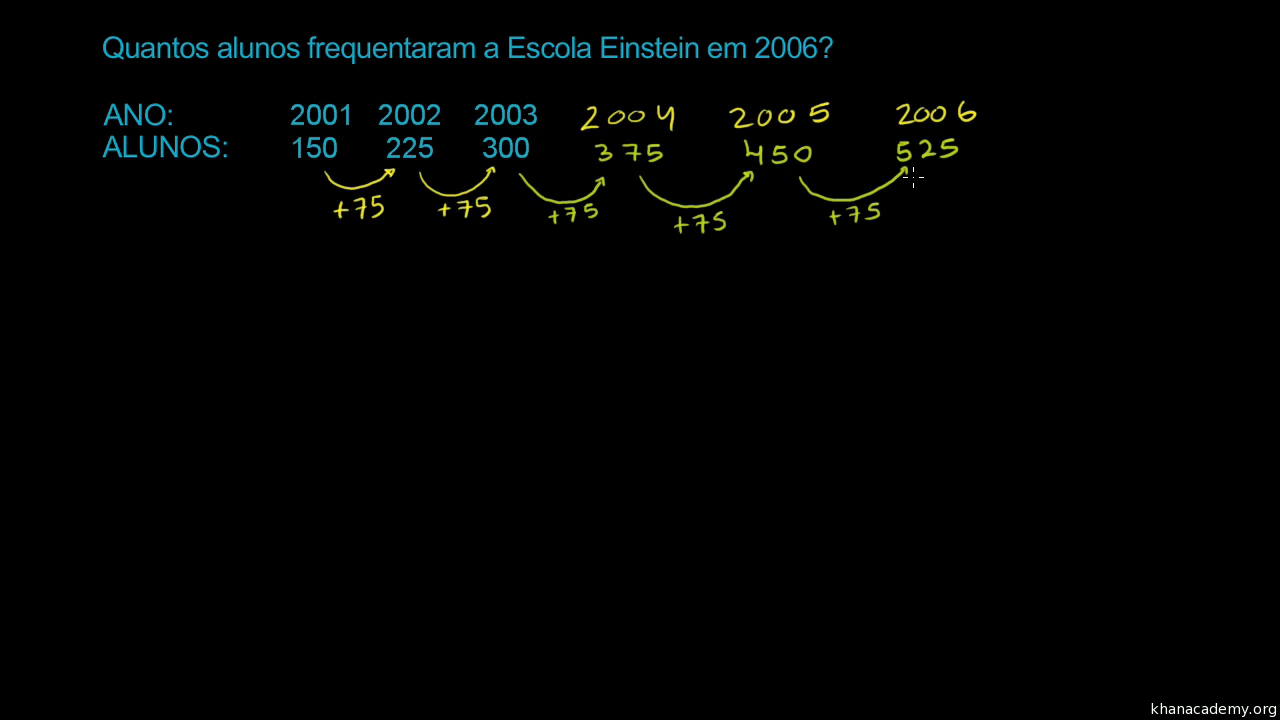 Quantos alunos frequentaram a Escola Einstein em 2006?
ANO: 2001 2002 2003 2004 2005 2006
ALUNOS: 150 225 300 375 450 525
+75 +75 +75 +75 +75
khanacademy.org